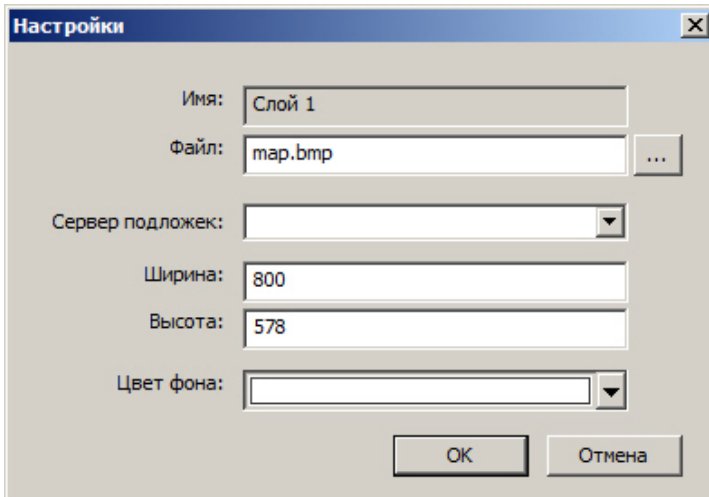 Настройки
Имя: Слой 1
Файл: map.bmp ...
Сервер подложек:
Ширина: 800
Высота: 578
Цвет фона:
OK Отмена